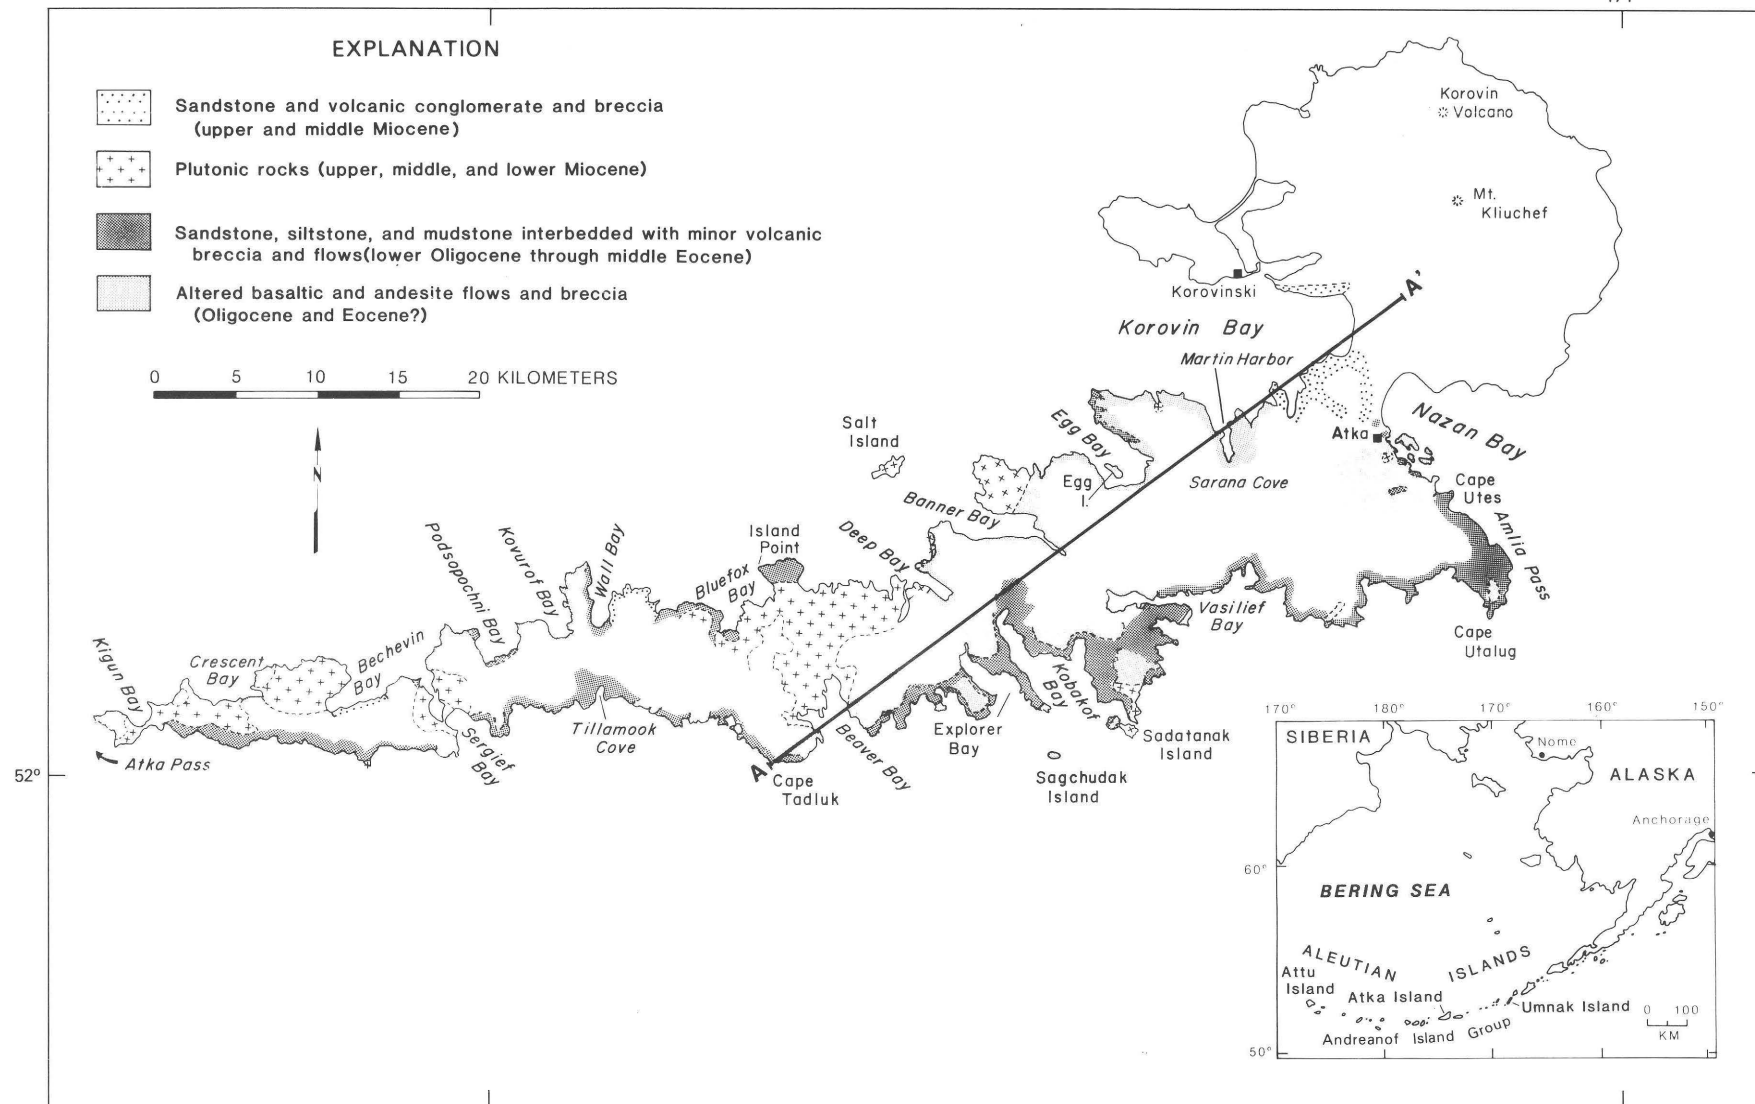 EXPLANATION
Sandstone and volcanic conglomerate and breccia
(upper and middle Miocene)
Plutonic rocks (upper, middle, and lower Miocene)
Sandstone, siltstone, and mudstone interbedded with minor volcanic
breccia and flows(lower Oligocene through middle Eocene)
Altered basaltic and andesite flows and breccia
(Oligocene and Eocene?)
0 5 10 15 20 KILOMETERS
N
Korovin
Volcano
Mt.
Kliuchef
Korovinski
A'
Korovin Bay
Martin Harbor
Nazan Bay
Atka
Egg Bay
Salt
Island
Egg
I.
Sarana Cove
Cape
Utes
Banner Bay
Amlia Pass
Deep Bay
Island
Point
Bluefox
Bay
Wall Bay
Kovurof Bay
Podsopochni Bay
Vasilief
Bay
Cape
Utalug
Kigun Bay
Crescent
Bay
Bechevin
Bay
Kobakof
Bay
Explorer
Bay
Beaver Bay
Tillamook
Cove
Sergief
Bay
Atka Pass
Sadatanak
Island
Sagchudak
Island
A
Cape
Tadluk
52°
170° 180° 170° 160° 150°
SIBERIA
Nome
ALASKA
Anchorage
60°
BERING SEA
ALEUTIAN ISLANDS
Attu
Island
Atka Island
Umnak Island
Andreanof Island Group
0 100
KM
50°